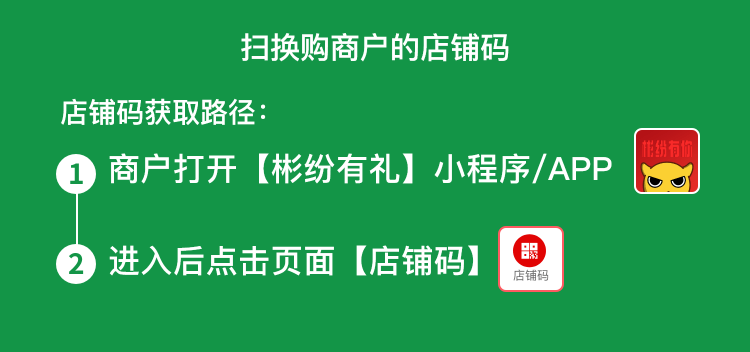 扫换购商户的店铺码
店铺码获取路径：
1 商户打开【彬纷有礼】小程序/APP
彬纷有你
2 进入后点击页面【店铺码】
店铺码